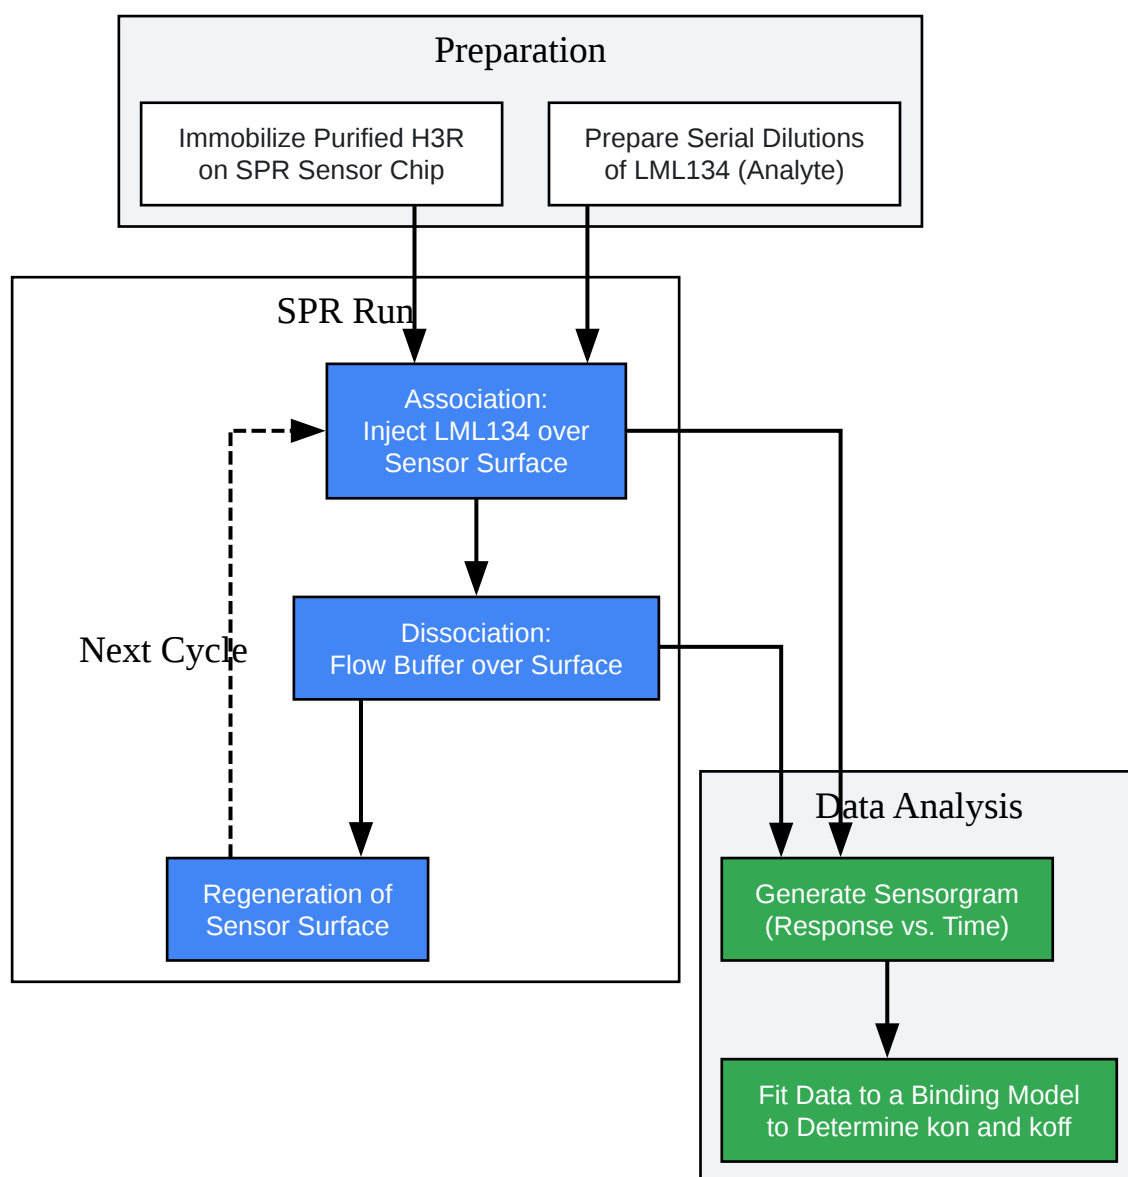 Preparation
Immobilize Purified H3R
on SPR Sensor Chip
Prepare Serial Dilutions
of LML134 (Analyte)
SPR Run
Association:
Inject LML134 over
Sensor Surface
Next Cycle
Dissociation:
Flow Buffer over Surface
Regeneration of
Sensor Surface
Data Analysis
Generate Sensorgram
(Response vs. Time)
Fit Data to a Binding Model
to Determine kon and koff